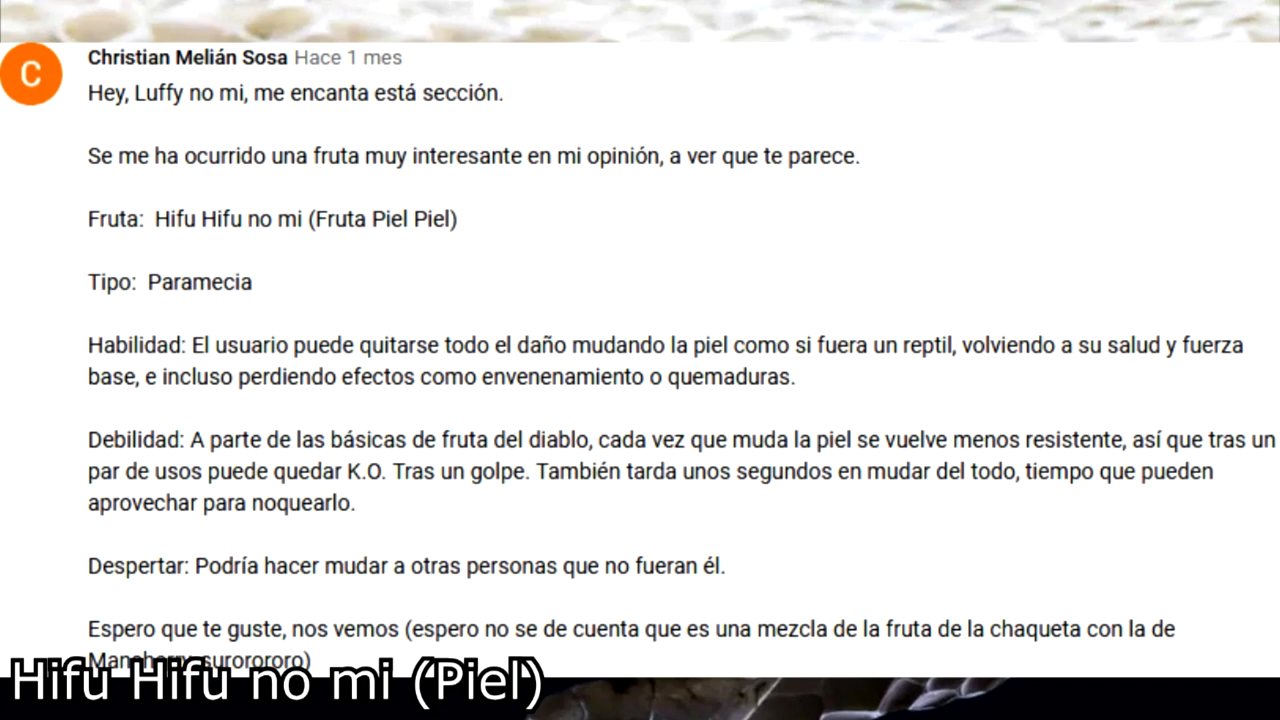 C
Christian Melián Sosa Hace 1 mes
Hey, Luffy no mi, me encanta está sección.
Se me ha ocurrido una fruta muy interesante en mi opinión, a ver que te parece.
Fruta: Hifu Hifu no mi (Fruta Piel Piel)
Tipo: Paramecia
Habilidad: El usuario puede quitarse todo el daño mudando la piel como si fuera un reptil, volviendo a su salud y fuerza
base, e incluso perdiendo efectos como envenenamiento o quemaduras.
Debilidad: A parte de las básicas de fruta del diablo, cada vez que muda la piel se vuelve menos resistente, así que tras un
par de usos puede quedar K.O. Tras un golpe. También tarda unos segundos en mudar del todo, tiempo que pueden
aprovechar para noquearlo.
Despertar: Podría hacer mudar a otras personas que no fueran él.
Espero que te guste, nos vemos (espero no se de cuenta que es una mezcla de la fruta de la chaqueta con la de
surorororo)
Hifu Hifu no mi (Piel)